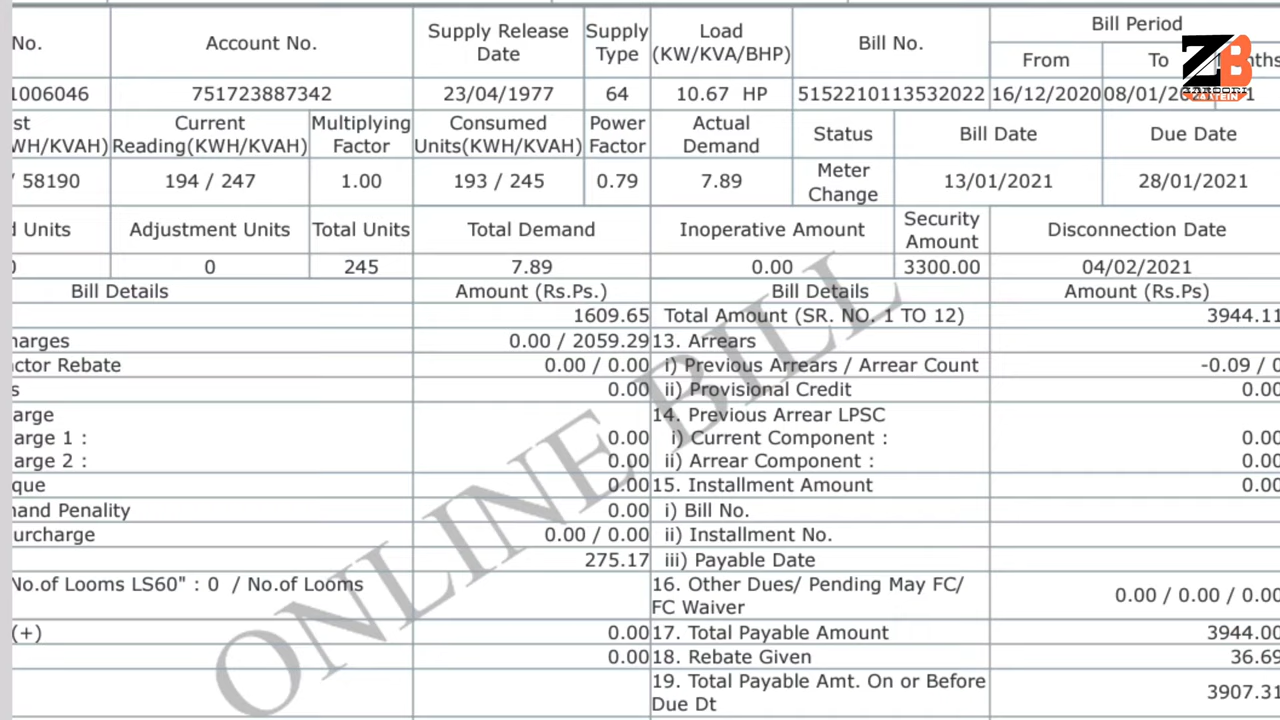 No. Account No. Supply Release Date Supply Type Load (KW/KVA/BHP) Bill No. Bill Period
From To
1006046 751723887342 23/04/1977 64 10.67 HP 5152210113532022 16/12/2020 08/01/20 1
st WH/KVAH) Current Reading(KWH/KVAH) Multiplying Factor Consumed Units(KWH/KVAH) Power Factor Actual Demand Status Bill Date Due Date
/ 58190 194 / 247 1.00 193 / 245 0.79 7.89 Meter Change 13/01/2021 28/01/2021
d Units Adjustment Units Total Units Total Demand Inoperative Amount Security Amount Disconnection Date
0 0 245 7.89 0.00 3300.00 04/02/2021
Bill Details Amount (Rs.Ps.) Bill Details Amount (Rs.Ps)
1609.65 Total Amount (SR. NO. 1 TO 12) 3944.11
harges 0.00 / 2059.29 13. Arrears
actor Rebate 0.00 / 0.00 i) Previous Arrears / Arrear Count -0.09 / 0
s 0.00 ii) Provisional Credit 0.00
arge 14. Previous Arrear LPSC
arge 1 : 0.00 i) Current Component : 0.00
arge 2 : 0.00 ii) Arrear Component : 0.00
que 0.00 15. Installment Amount 0.00
hand Penality 0.00 i) Bill No.
urcharge 0.00 / 0.00 ii) Installment No.
275.17 iii) Payable Date
No.of Looms LS60" : 0 / No.of Looms 16. Other Dues/ Pending May FC/ FC Waiver 0.00 / 0.00 / 0.00
(+) 0.00 17. Total Payable Amount 3944.00
0.00 18. Rebate Given 36.69
19. Total Payable Amt. On or Before Due Dt 3907.31
ONLINE BILL
ZB
ZAROORI